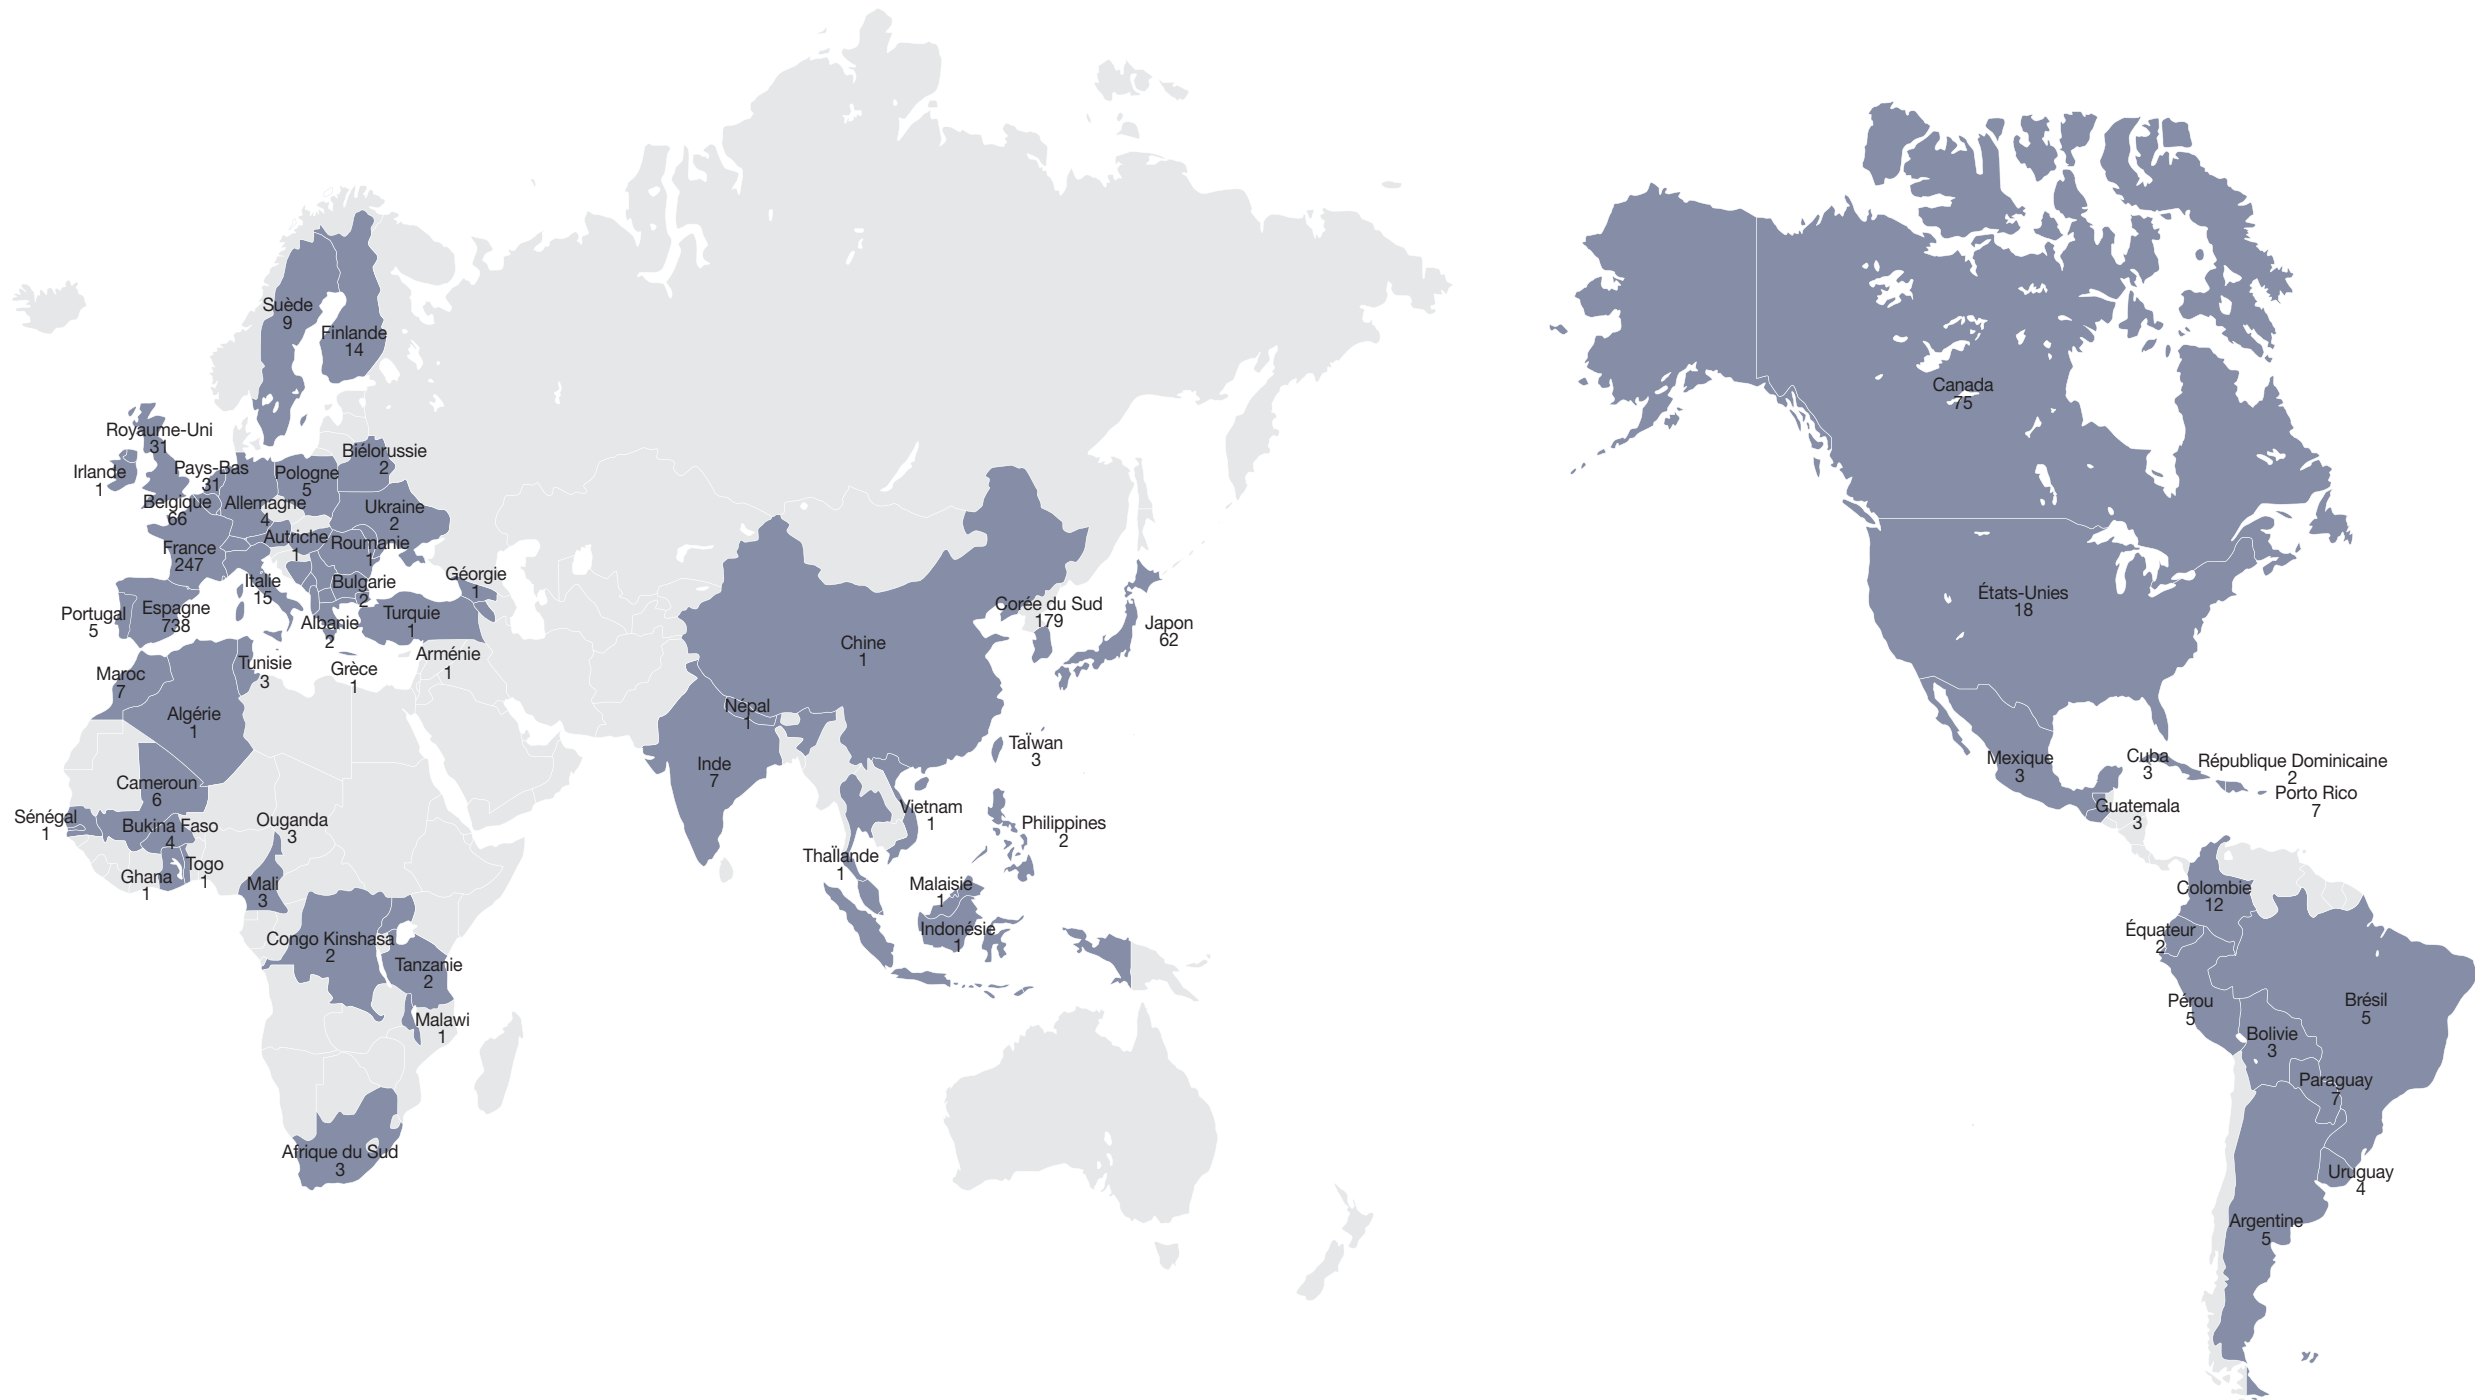 Suède
9
Finlande
14
Royaume-Uni
31
Irlande
1
Pays-Bas
31
Pologne
5
Biélorussie
2
Belgique
66
Allemagne
4
Ukraine
2
Autriche
1
Roumanie
1
France
247
Italie
15
Bulgarie
2
Géorgie
1
Portugal
5
Espagne
738
Albanie
2
Turquie
1
Grèce
1
Arménie
1
Maroc
7
Tunisie
3
Algérie
1
Cameroun
6
Sénégal
1
Bukina Faso
4
Ouganda
3
Ghana
1
Togo
1
Mali
3
Congo Kinshasa
2
Tanzanie
2
Malawi
1
Afrique du Sud
3
Corée du Sud
179
Japon
62
Chine
1
Népal
1
Inde
7
TaÏwan
3
Vietnam
1
Philippines
2
ThaÏlande
1
Malaisie
1
Indonésie
1
Canada
75
États-Unies
18
Mexique
3
Cuba
3
République Dominicaine
2
Porto Rico
7
Guatemala
3
Colombie
12
Équateur
2
Pérou
5
Brésil
5
Bolivie
3
Paraguay
7
Uruguay
4
Argentine
5